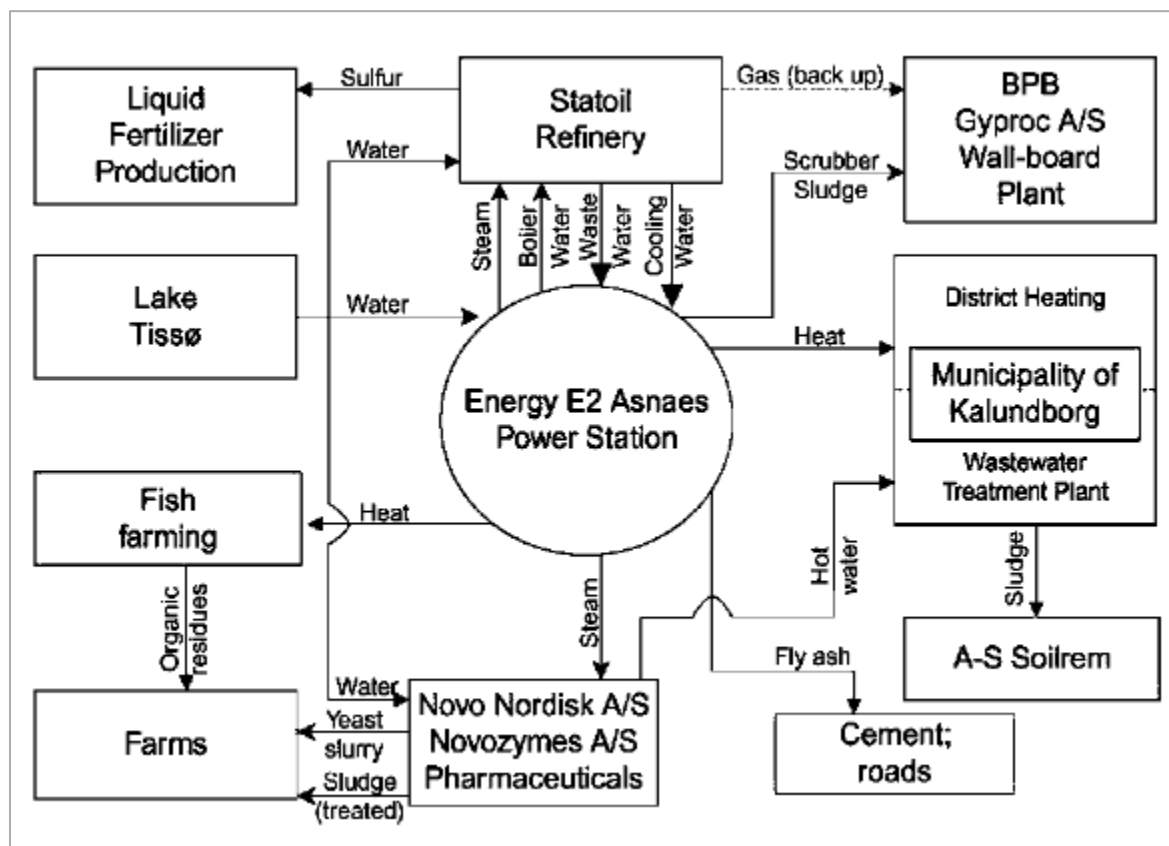 Liquid
Fertilizer
Production
Sulfur
Statoil
Refinery
Gas (back up)
BPB
Gyproc A/S
Wall-board
Plant
Water
Scrubber
Sludge
Steam
Boiler
Water
Waste
Water
Cooling
Water
Lake
Tissø
Water
District Heating
Heat
Municipality of
Kalundborg
Wastewater
Treatment Plant
Energy E2 Asnaes
Power Station
Fish
farming
Heat
Hot
water
Sludge
Organic
residues
Steam
A-S Soilrem
Fly ash
Water
Farms
Yeast
slurry
Sludge
(treated)
Novo Nordisk A/S
Novozymes A/S
Pharmaceuticals
Cement;
roads